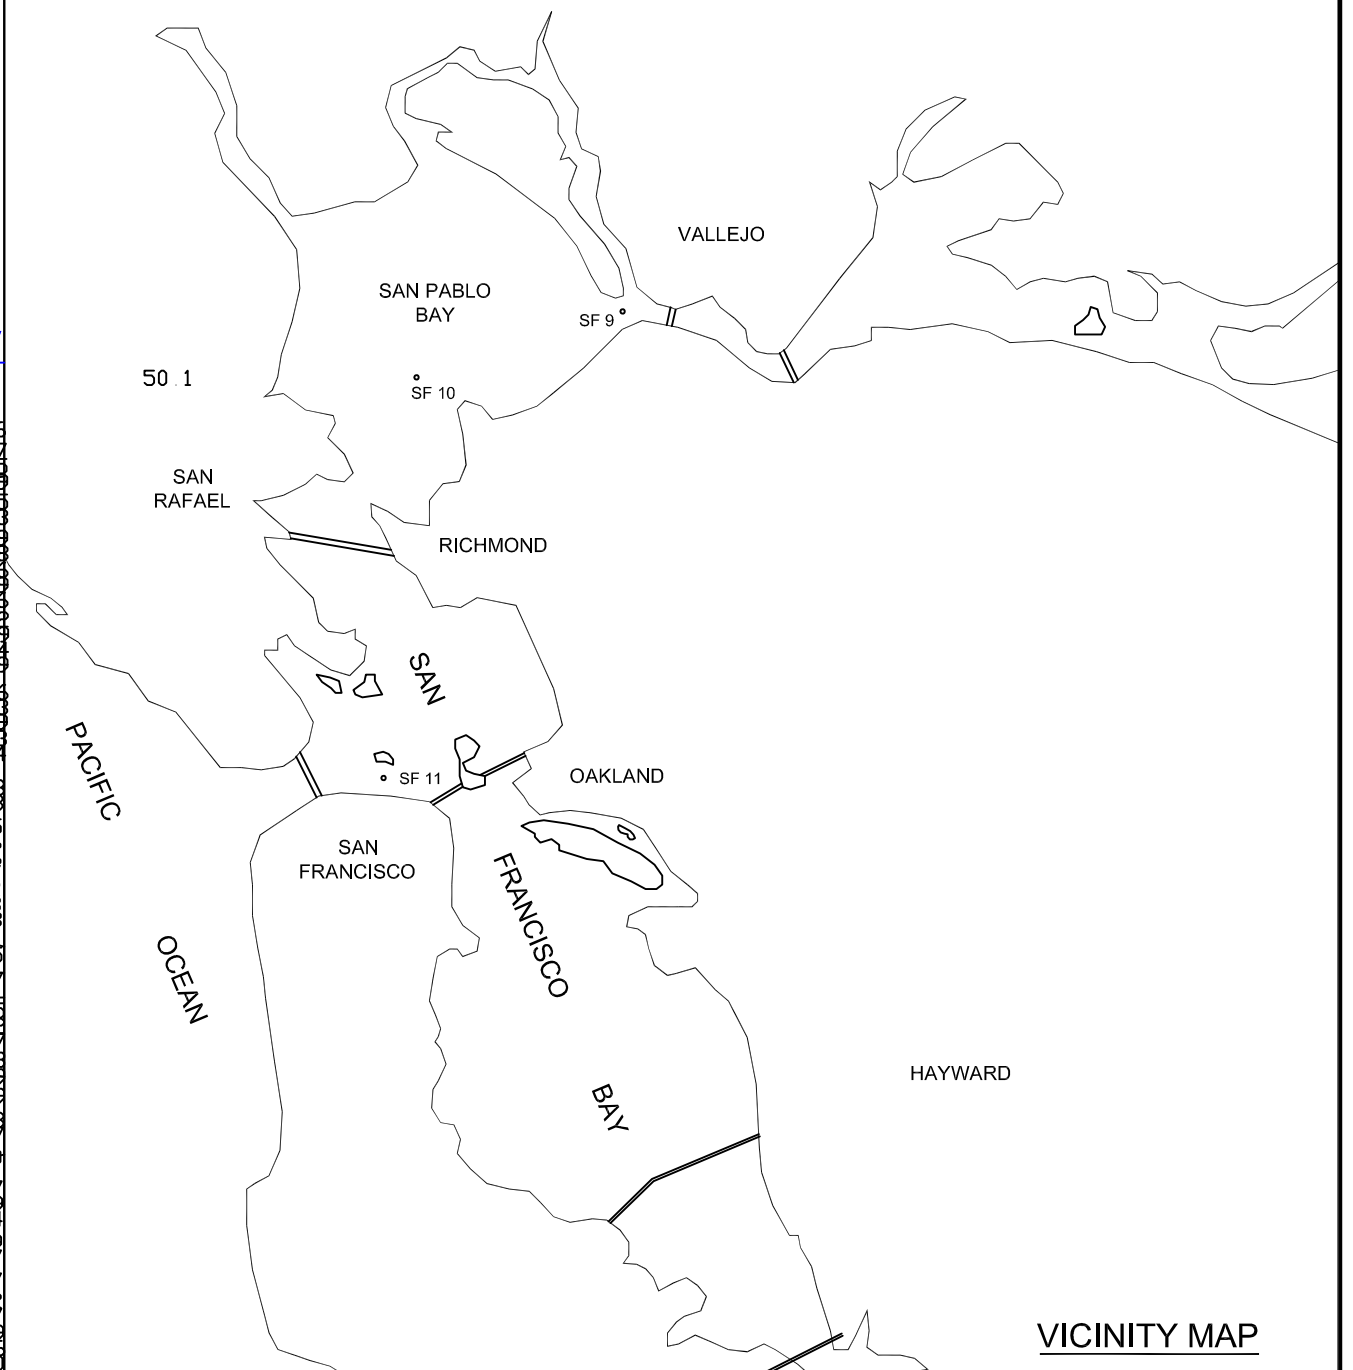 VALLEJO
SAN PABLO
BAY
SF 9
50.1
SF 10
SAN
RAFAEL
RICHMOND
SAN
PACIFIC
OAKLAND
SF 11
SAN
FRANCISCO
FRANCISCO
OCEAN
HAYWARD
BAY
VICINITY MAP